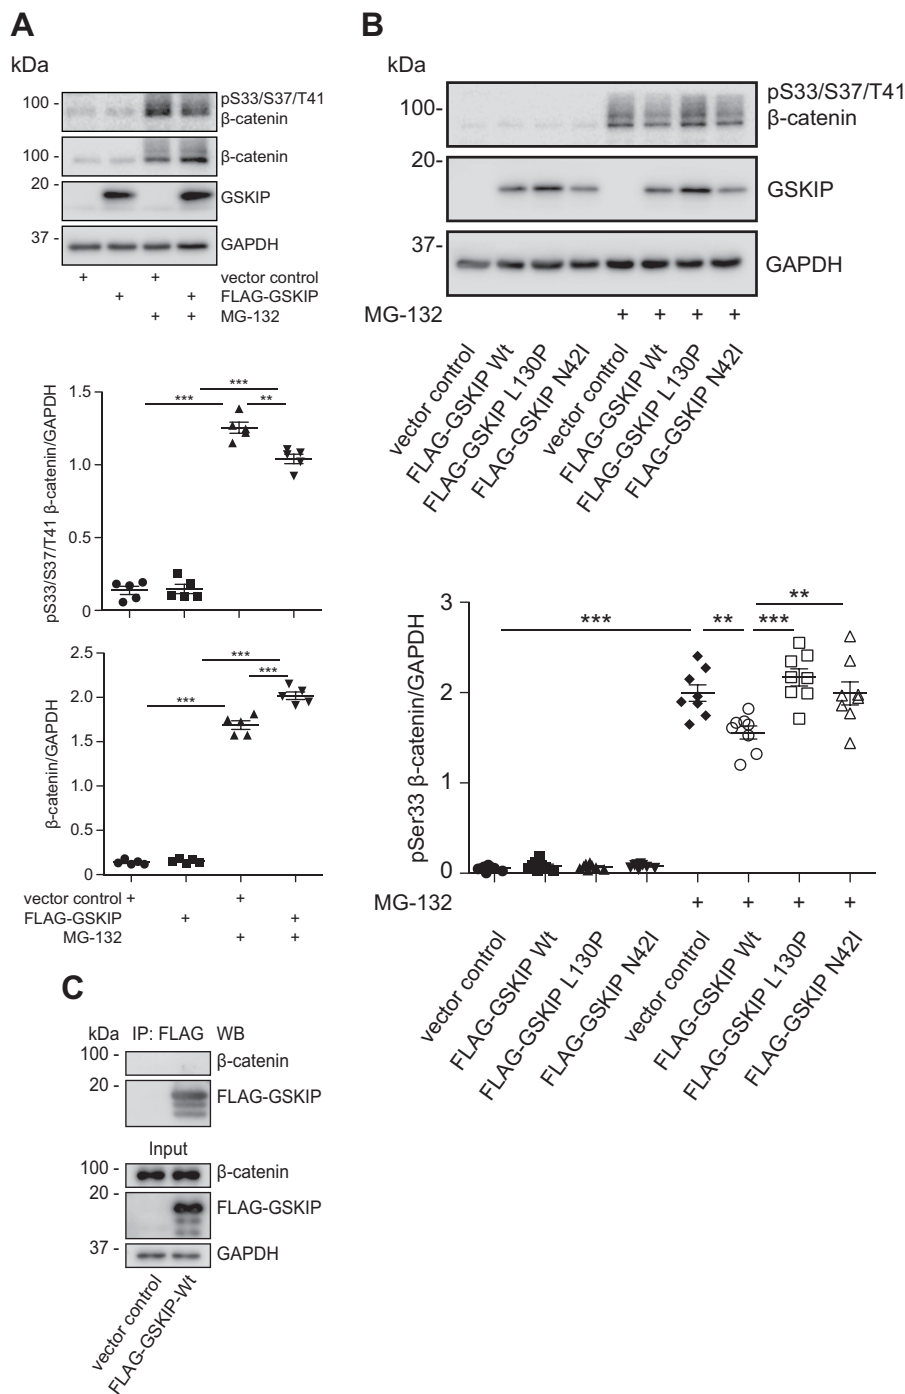 A
kDa
100 -
pS33/S37/T41
β-catenin
100 -
β-catenin
20 -
GSKIP
37 -
GAPDH
+ + vector control
+ + FLAG-GSKIP
+ + MG-132
pS33/S37/T41 β-catenin/GAPDH
1.5
1.0
0.5
0
***
***
**
β-catenin/GAPDH
2.5
2.0
1.5
1.0
0.5
0
***
***
***
vector control + +
FLAG-GSKIP + +
MG-132 + +
B
kDa
100-
pS33/S37/T41
β-catenin
20-
GSKIP
37-
GAPDH
MG-132 + + + +
vector control
FLAG-GSKIP Wt
FLAG-GSKIP L130P
FLAG-GSKIP N42I
vector control
FLAG-GSKIP Wt
FLAG-GSKIP L130P
FLAG-GSKIP N42I
pSer33 β-catenin/GAPDH
3
2
1
0
**
*** ** ***
MG-132 + + + +
vector control
FLAG-GSKIP Wt
FLAG-GSKIP L130P
FLAG-GSKIP N42I
vector control
FLAG-GSKIP Wt
FLAG-GSKIP L130P
FLAG-GSKIP N42I
C
kDa IP: FLAG WB
100 -
β-catenin
20 -
FLAG-GSKIP
Input
100 -
β-catenin
20 -
FLAG-GSKIP
37 -
GAPDH
vector control
FLAG-GSKIP-Wt